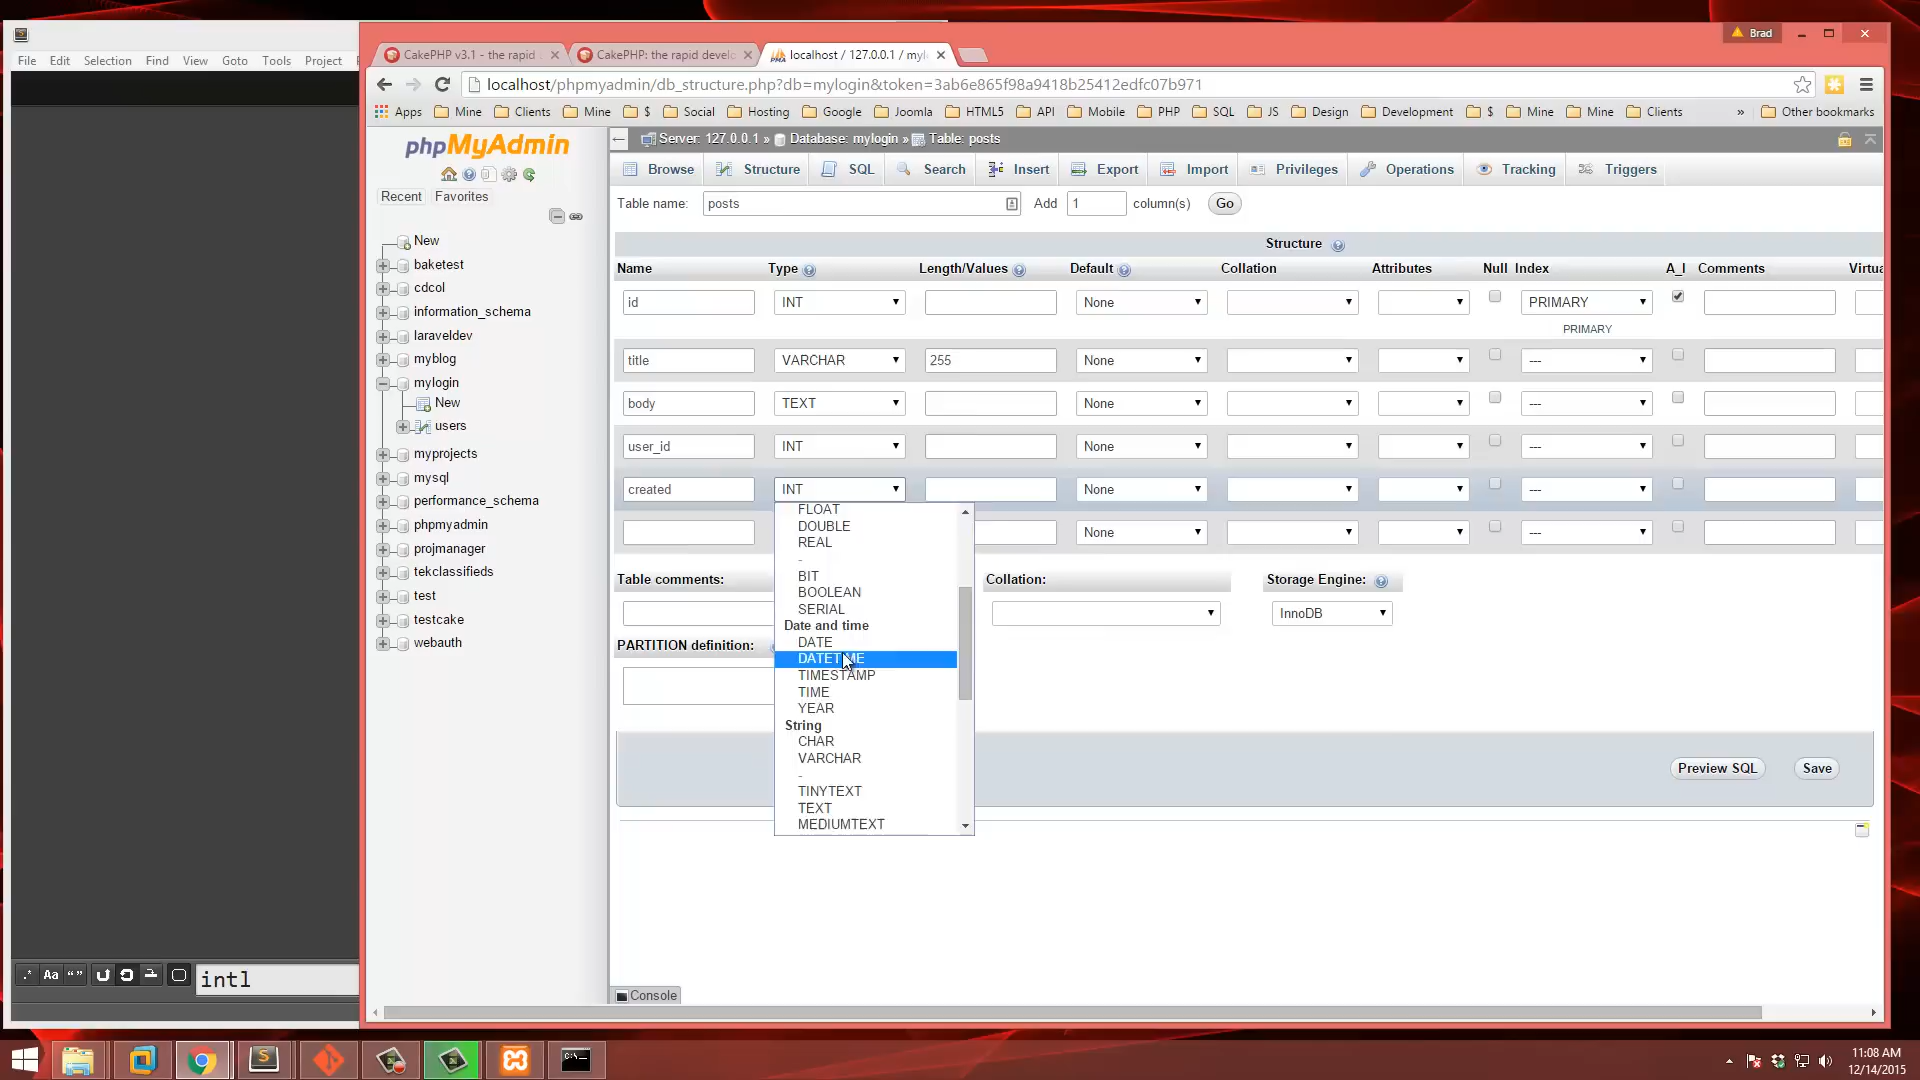 Brad
File Edit Selection Find View Goto Tools Project
CakePHP v3.1 - the rapid
CakePHP: the rapid develo
localhost / 127.0.0.1 / myl
localhost/phpmyadmin/db_structure.php?db=mylogin&token=3ab6e865f98a9418b25412edfc07b971
Apps Mine Clients Mine $ Social Hosting Google Joomla HTML5 API Mobile PHP SQL JS Design Development $ Mine Mine Clients » Other bookmarks
phpMyAdmin
Recent Favorites
New
baketest
cdcol
information_schema
laraveldev
myblog
mylogin
New
users
myprojects
mysql
performance_schema
phpmyadmin
projmanager
tekclassifieds
test
testcake
webauth
Server: 127.0.0.1 » Database: mylogin » Table: posts
Browse Structure SQL Search Insert Export Import Privileges Operations Tracking Triggers
Table name: posts Add 1 column(s) Go
Structure
Name Type Length/Values Default Collation Attributes Null Index A_I Comments Virtua
id INT None PRIMARY
PRIMARY
title VARCHAR 255 None ---
body TEXT None ---
user_id INT None ---
created INT None ---
None ---
FLOAT
DOUBLE
REAL
-
BIT
BOOLEAN
SERIAL
Date and time
DATE
DATETIME
TIMESTAMP
TIME
YEAR
String
CHAR
VARCHAR
-
TINYTEXT
TEXT
MEDIUMTEXT
Table comments: Collation: Storage Engine:
InnoDB
PARTITION definition:
Preview SQL Save
Console
Aa “” intl
11:08 AM
12/14/2015